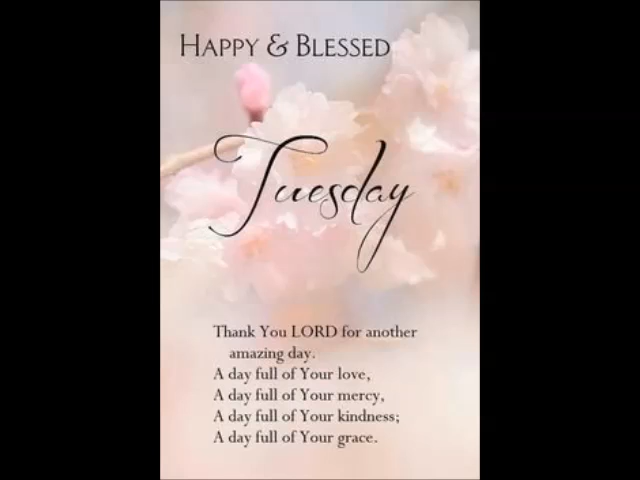 Happy & Blessed
Tuesday
Thank You LORD for another
amazing day.
A day full of Your love,
A day full of Your mercy,
A day full of Your kindness;
A day full of Your grace.